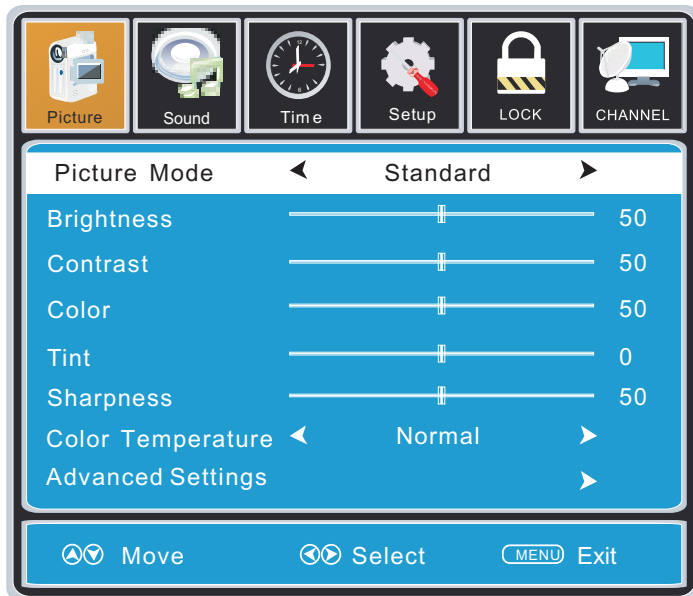 Picture Sound Time Setup LOCK CHANNEL
Picture Mode Standard
Brightness 50
Contrast 50
Color 50
Tint 0
Sharpness 50
Color Temperature Normal
Advanced Settings
Move Select MENU Exit